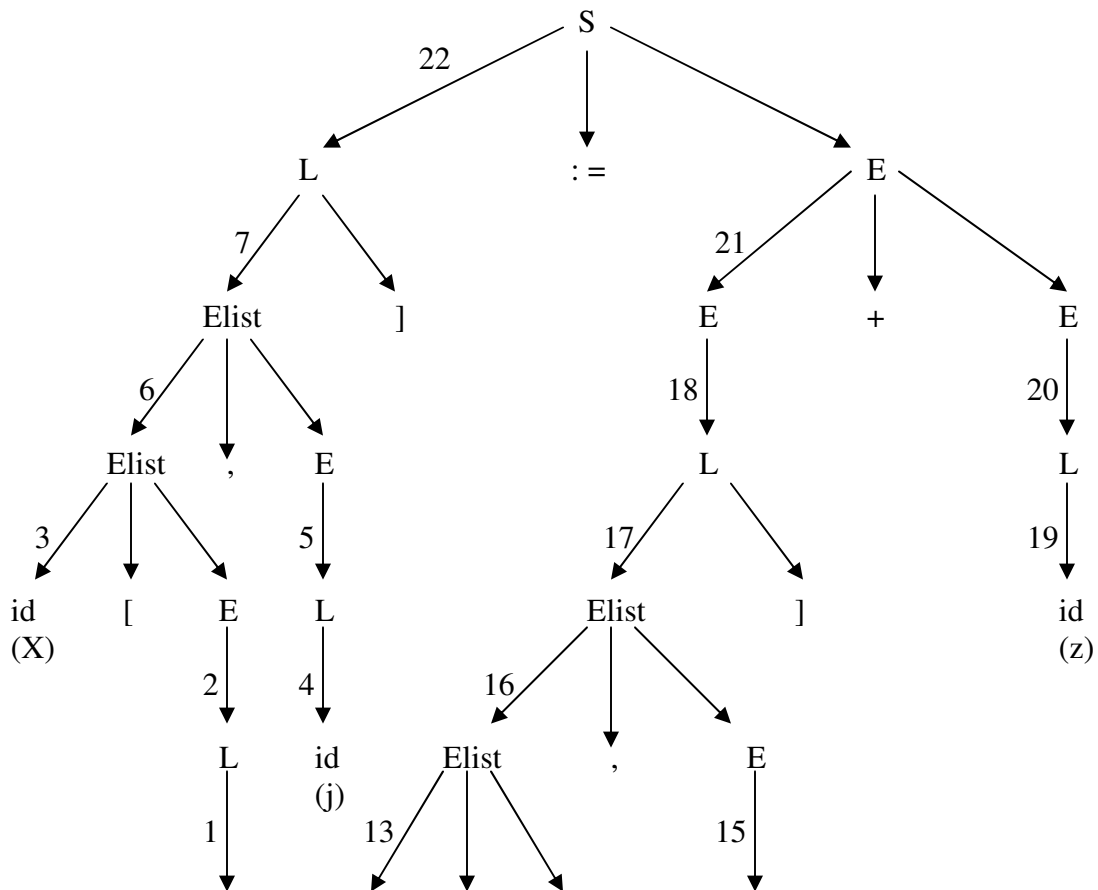 S
22
L : = E
7 21
Elist ] E + E
6 18 20
Elist , E L L
3 5 17 19
id [ E L Elist ] id
(X) (z)
2 4 16
L id Elist , E
(j)
1 13 15